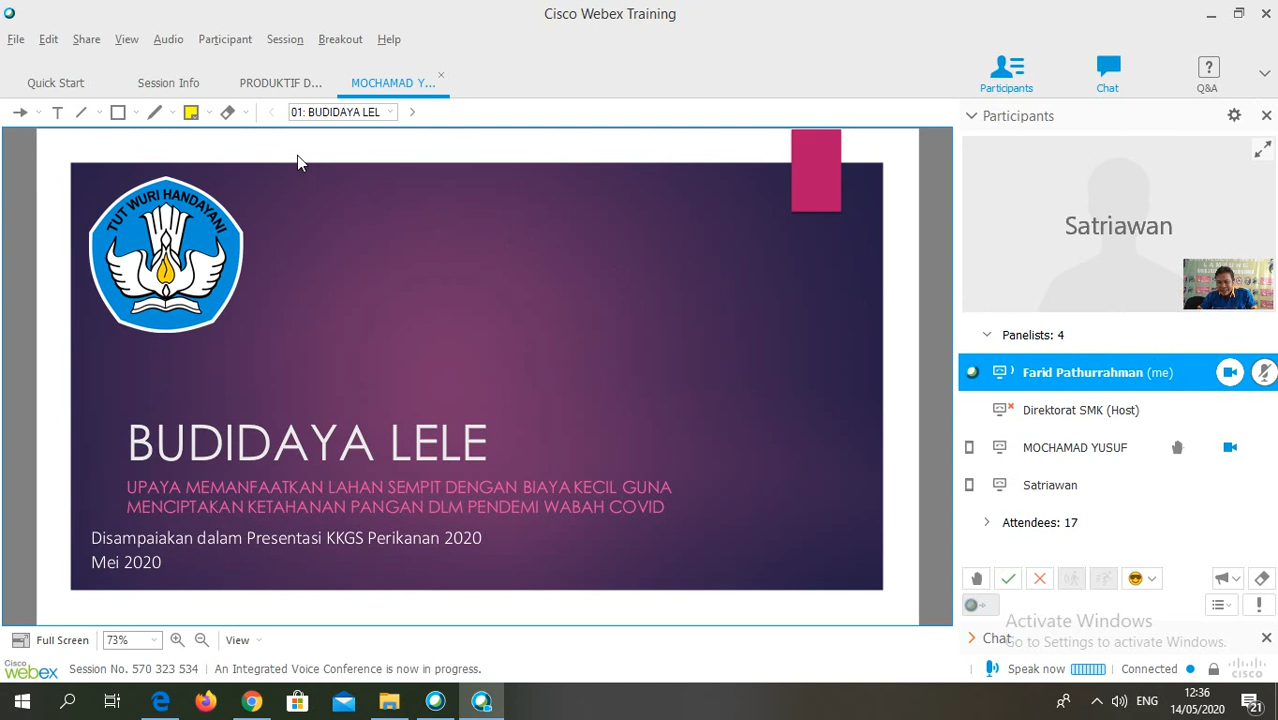 Cisco Webex Training
File Edit Share View Audio Participant Session Breakout Help
Quick Start Session Info PRODUKTIF D... MOCHAMAD Y...
Participants Chat Q&A
01: BUDIDAYA LEL
Participants
TUT WURI HANDAYANI
Satriawan
Panelists: 4
Farid Pathurrahman (me)
Direktorat SMK (Host)
MOCHAMAD YUSUF
Satriawan
Attendees: 17
BUDIDAYA LELE
UPAYA MEMANFAATKAN LAHAN SEMPIT DENGAN BIAYA KECIL GUNA
MENCIPTAKAN KETAHANAN PANGAN DLM PENDEMI WABAH COVID
Disampaiakan dalam Presentasi KKGS Perikanan 2020
Mei 2020
Activate Windows
Go to Settings to activate Windows.
Chat
Full Screen 73% View
Cisco webex Session No. 570 323 534 An Integrated Voice Conference is now in progress.
Speak now Connected
cisco
ENG
12:36
14/05/2020
21